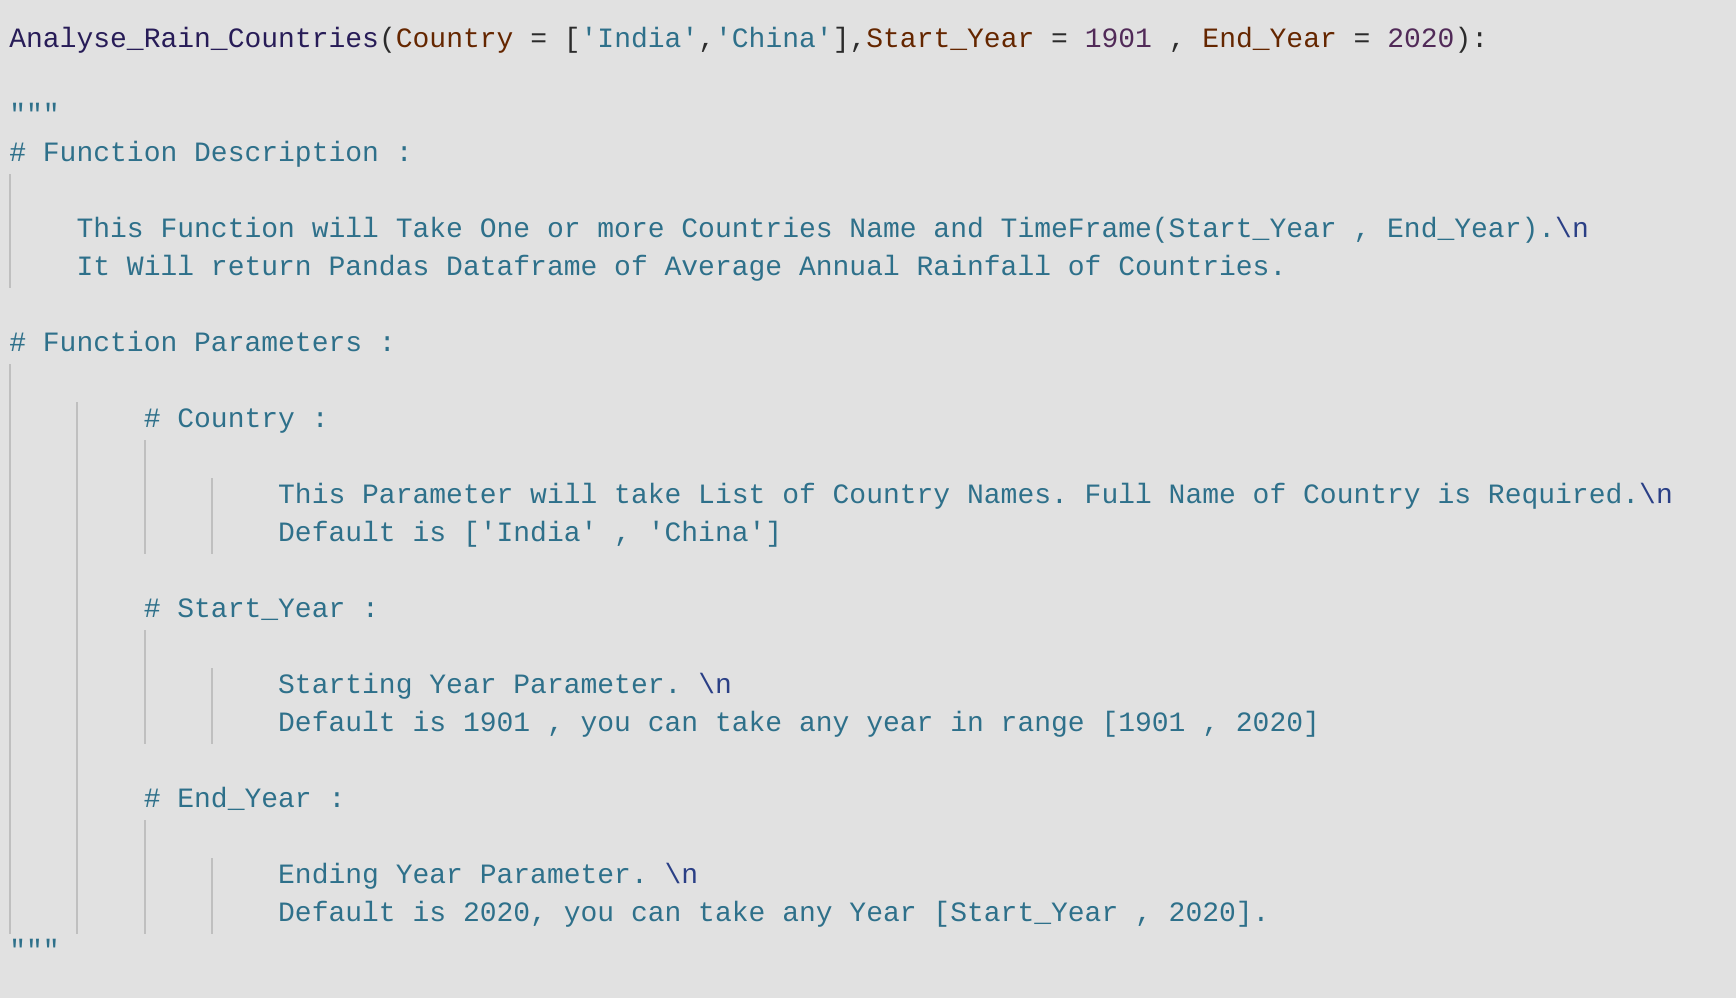 Analyse_Rain_Countries(Country = ['India','China'],Start_Year = 1901 , End_Year = 2020):
"""
# Function Description :
This Function will Take One or more Countries Name and TimeFrame(Start_Year , End_Year).\n
It Will return Pandas Dataframe of Average Annual Rainfall of Countries.
# Function Parameters :
# Country :
This Parameter will take List of Country Names. Full Name of Country is Required.\n
Default is ['India' , 'China']
# Start_Year :
Starting Year Parameter. \n
Default is 1901 , you can take any year in range [1901 , 2020]
# End_Year :
Ending Year Parameter. \n
Default is 2020, you can take any Year [Start_Year , 2020].
"""